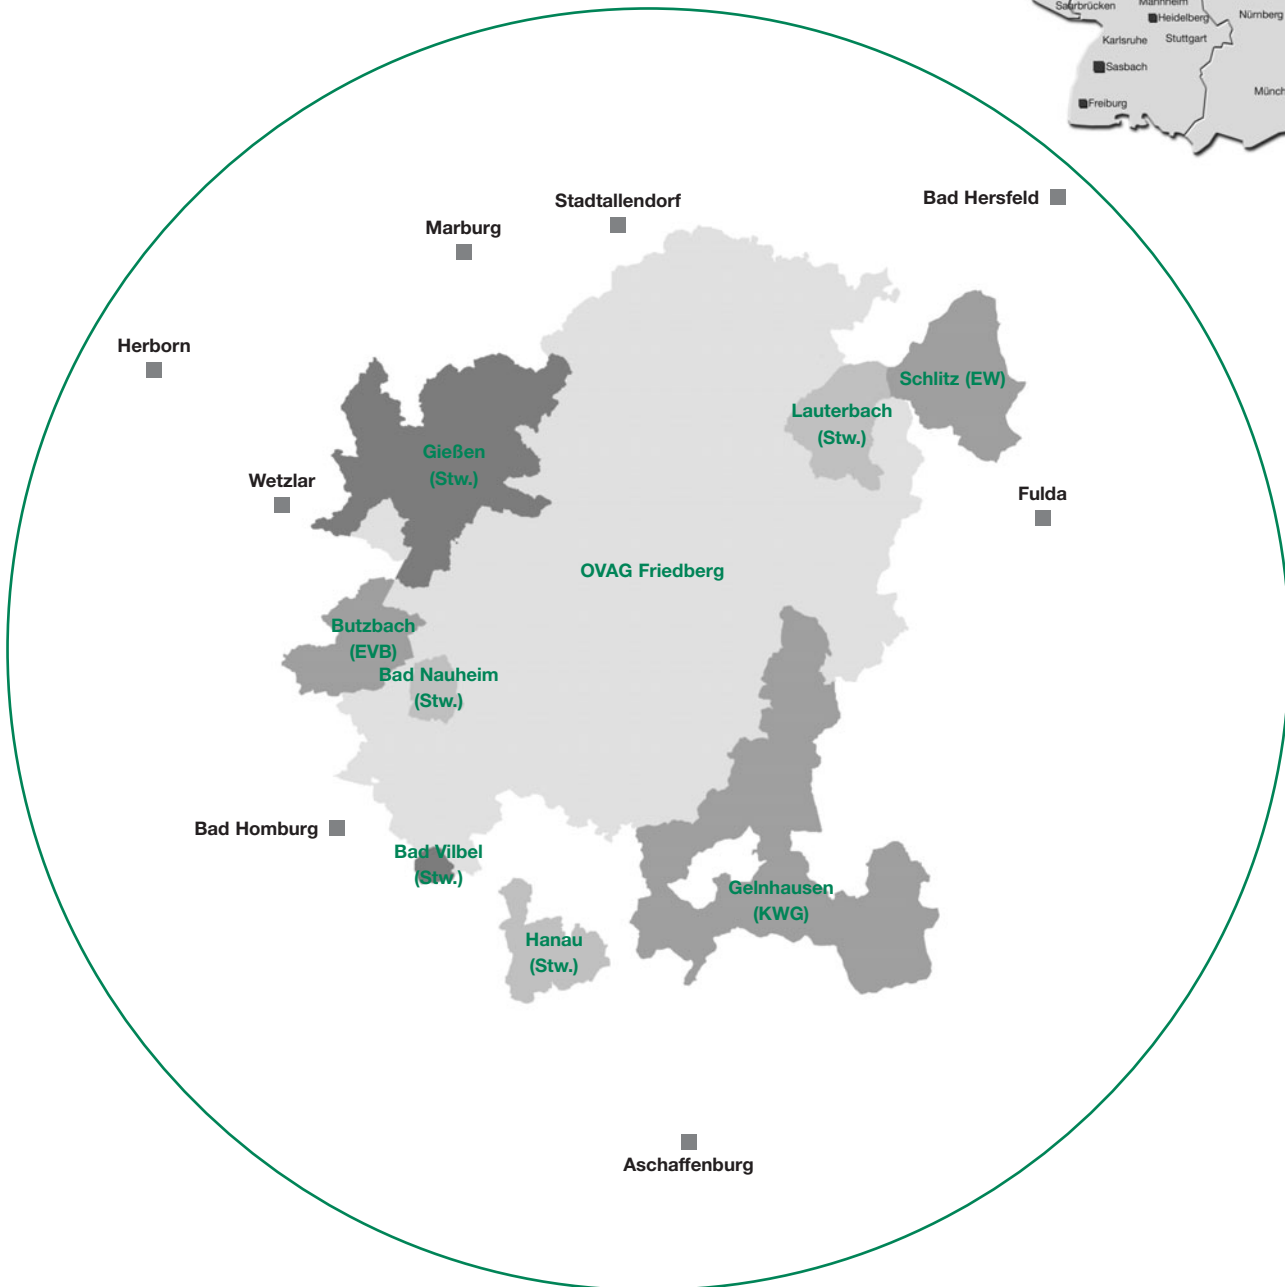 Saarbrücken
Mannheim
Heidelberg
Nürnberg
Karlsruhe
Stuttgart
Sasbach
Münch
Freiburg
Bad Hersfeld
Stadtallendorf
Marburg
Herborn
Schlitz (EW)
Lauterbach
(Stw.)
Gießen
(Stw.)
Wetzlar
Fulda
OVAG Friedberg
Butzbach
(EVB)
Bad Nauheim
(Stw.)
Bad Homburg
Bad Vilbel
(Stw.)
Gelnhausen
(KWG)
Hanau
(Stw.)
Aschaffenburg